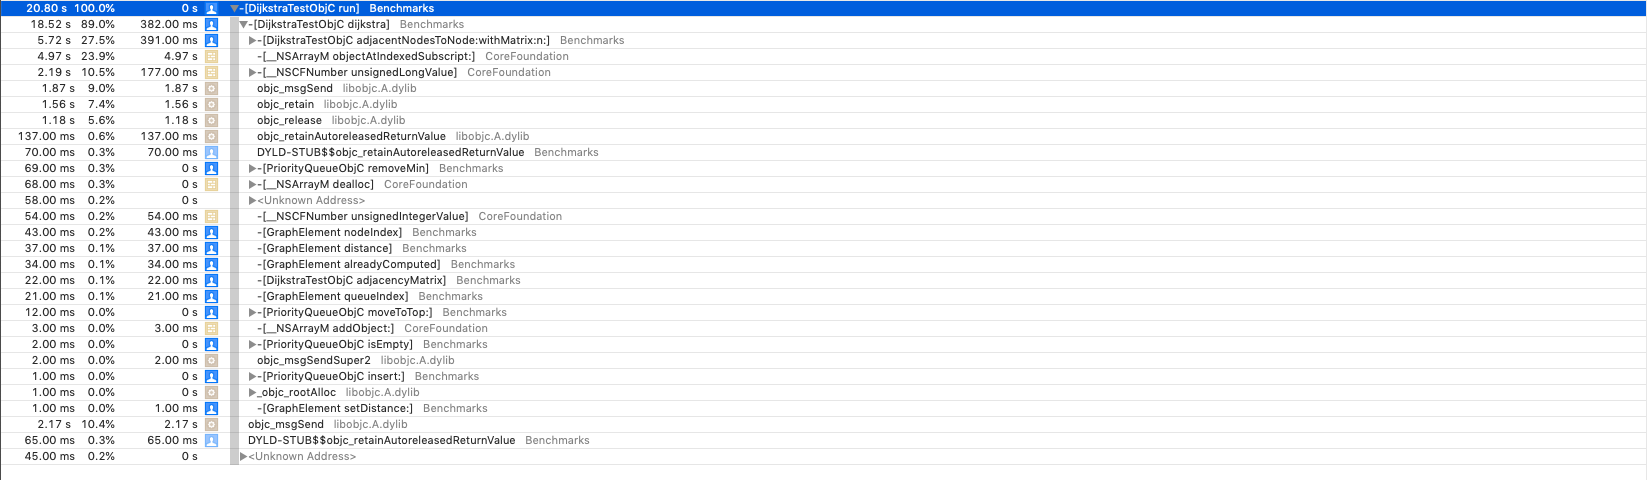 20.80 s 100.0% 0 s -[DijkstraTestObjC run] Benchmarks
18.52 s 89.0% 382.00 ms -[DijkstraTestObjC dijkstra] Benchmarks
5.72 s 27.5% 391.00 ms -[DijkstraTestObjC adjacentNodesToNode:withMatrix:n:] Benchmarks
4.97 s 23.9% 4.97 s -[__NSArrayM objectAtIndexedSubscript:] CoreFoundation
2.19 s 10.5% 177.00 ms -[__NSCFNumber unsignedLongValue] CoreFoundation
1.87 s 9.0% 1.87 s objc_msgSend libobjc.A.dylib
1.56 s 7.4% 1.56 s objc_retain libobjc.A.dylib
1.18 s 5.6% 1.18 s objc_release libobjc.A.dylib
137.00 ms 0.6% 137.00 ms objc_retainAutoreleasedReturnValue libobjc.A.dylib
70.00 ms 0.3% 70.00 ms DYLD-STUB$$objc_retainAutoreleasedReturnValue Benchmarks
69.00 ms 0.3% 0 s -[PriorityQueueObjC removeMin] Benchmarks
68.00 ms 0.3% 0 s -[__NSArrayM dealloc] CoreFoundation
58.00 ms 0.2% 0 s <Unknown Address>
54.00 ms 0.2% 54.00 ms -[__NSCFNumber unsignedIntegerValue] CoreFoundation
43.00 ms 0.2% 43.00 ms -[GraphElement nodeIndex] Benchmarks
37.00 ms 0.1% 37.00 ms -[GraphElement distance] Benchmarks
34.00 ms 0.1% 34.00 ms -[GraphElement alreadyComputed] Benchmarks
22.00 ms 0.1% 22.00 ms -[DijkstraTestObjC adjacencyMatrix] Benchmarks
21.00 ms 0.1% 21.00 ms -[GraphElement queueIndex] Benchmarks
12.00 ms 0.0% 0 s -[PriorityQueueObjC moveToTop:] Benchmarks
3.00 ms 0.0% 3.00 ms -[__NSArrayM addObject:] CoreFoundation
2.00 ms 0.0% 0 s -[PriorityQueueObjC isEmpty] Benchmarks
2.00 ms 0.0% 2.00 ms objc_msgSendSuper2 libobjc.A.dylib
1.00 ms 0.0% 0 s -[PriorityQueueObjC insert:] Benchmarks
1.00 ms 0.0% 0 s _objc_rootAlloc libobjc.A.dylib
1.00 ms 0.0% 1.00 ms -[GraphElement setDistance:] Benchmarks
2.17 s 10.4% 2.17 s objc_msgSend libobjc.A.dylib
65.00 ms 0.3% 65.00 ms DYLD-STUB$$objc_retainAutoreleasedReturnValue Benchmarks
45.00 ms 0.2% 0 s <Unknown Address>